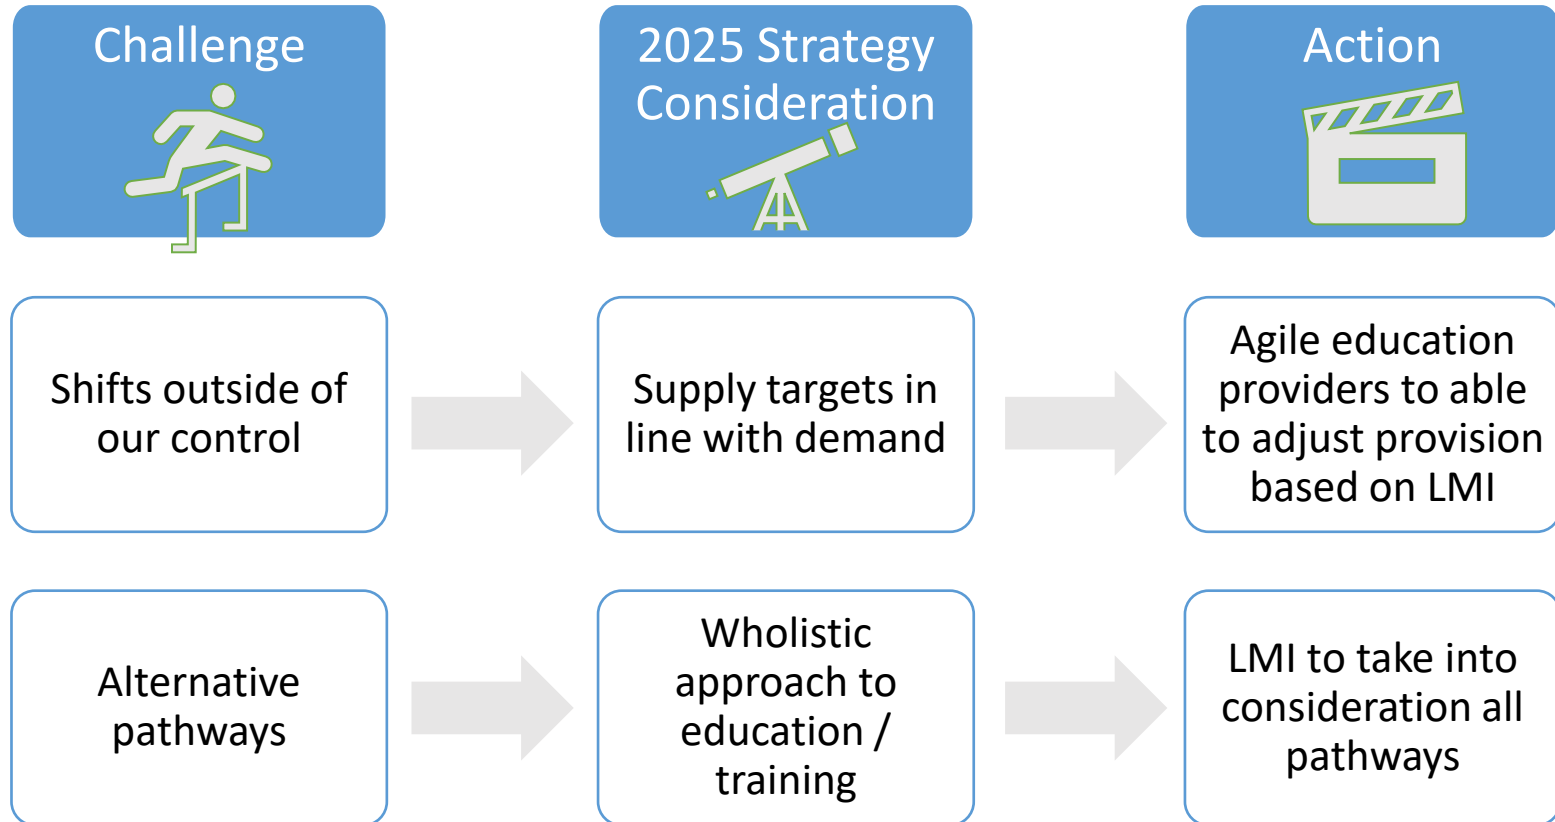 Challenge
2025 Strategy
Consideration
Action
Shifts outside of
our control
Supply targets in
line with demand
Agile education
providers to able
to adjust provision
based on LMI
Alternative
pathways
Wholistic
approach to
education /
training
LMI to take into
consideration all
pathways